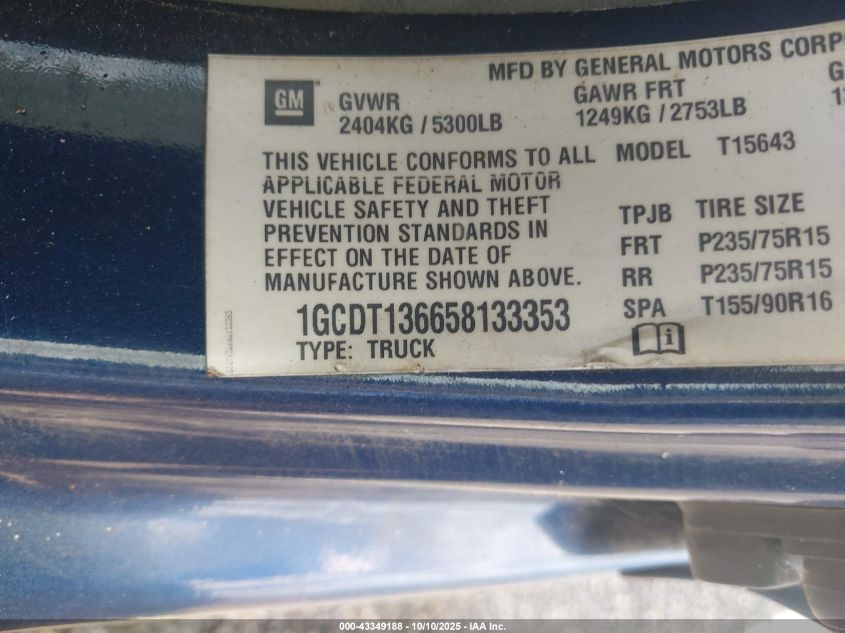 MFD BY GENERAL MOTORS CORP
GM
GVWR
2404KG / 5300LB
GAWR FRT
1249KG / 2753LB
THIS VEHICLE CONFORMS TO ALL
APPLICABLE FEDERAL MOTOR
VEHICLE SAFETY AND THEFT
PREVENTION STANDARDS IN
EFFECT ON THE DATE OF
MANUFACTURE SHOWN ABOVE.
1GCDT136658133353
TYPE: TRUCK
MODEL T15643
TPJB TIRE SIZE
FRT P235/75R15
RR P235/75R15
SPA T155/90R16
i
000-43349188 - 10/10/2025 - IAA Inc.